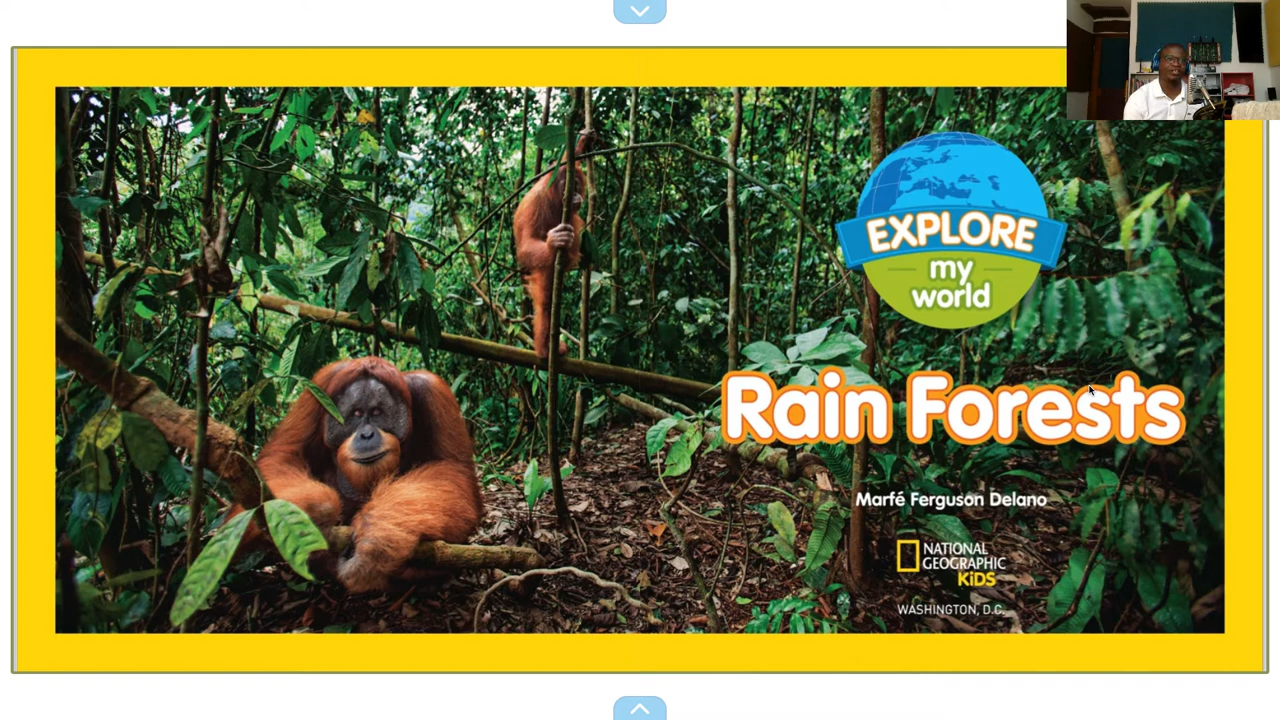 EXPLORE
my
world
Rain Forests
Marfé Ferguson Delano
NATIONAL
GEOGRAPHIC
KiDS
WASHINGTON, D.C.